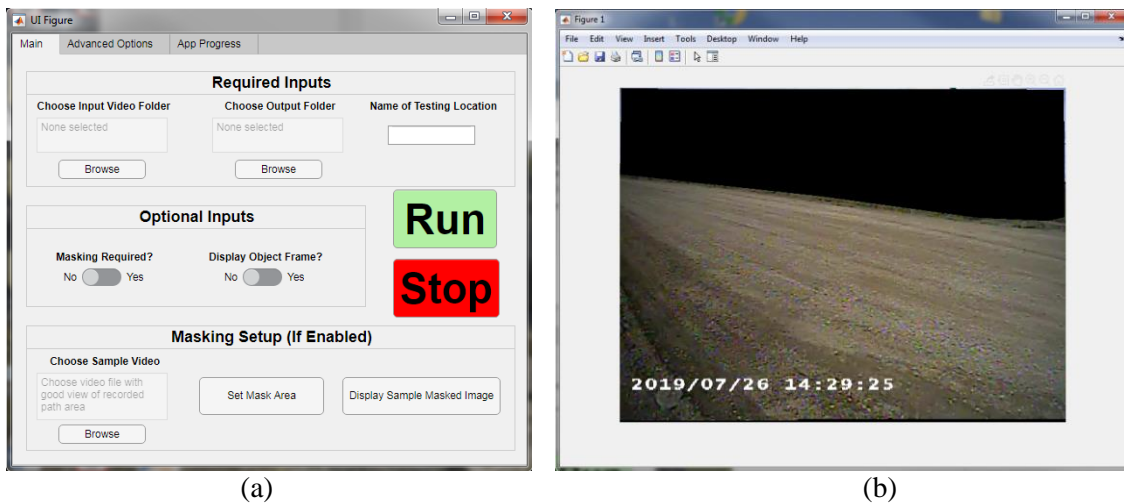 UI Figure
Main Advanced Options App Progress
Required Inputs
Choose Input Video Folder Choose Output Folder Name of Testing Location
None selected None selected
Browse Browse
Optional Inputs
Masking Required? Display Object Frame?
No Yes No Yes
Run
Stop
Masking Setup (If Enabled)
Choose Sample Video
Choose video file with
good view of recorded
path area
Set Mask Area Display Sample Masked Image
Browse
(a)
Figure 1
File Edit View Insert Tools Desktop Window Help
2019/07/26 14:29:25
(b)